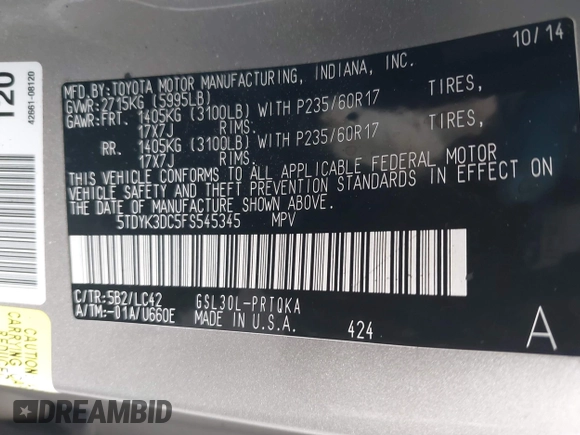 10/14
MFD.BY:TOYOTA MOTOR MANUFACTURING, INDIANA, INC.
GVWR:2715KG (5995LB)
GAWR:FRT. 1405KG (3100LB) WITH P235/60R17 TIRES,
17X7J RIMS.
RR. 1405KG (3100LB) WITH P235/60R17 TIRES,
17X7J RIMS.
THIS VEHICLE CONFORMS TO ALL APPLICABLE FEDERAL MOTOR
VEHICLE SAFETY AND THEFT PREVENTION STANDARDS IN EFFECT ON
THE DATE OF MANUFACTURE SHOWN ABOVE.
5TDYK3DC5FS545345 MPV
C/TR:5B2/LC42 GSL30L-PRTQKA
A/TM:-01A/U660E MADE IN U.S.A. 424
A
120
42661-08120
CAUTION
CARRYING
DREAMBID